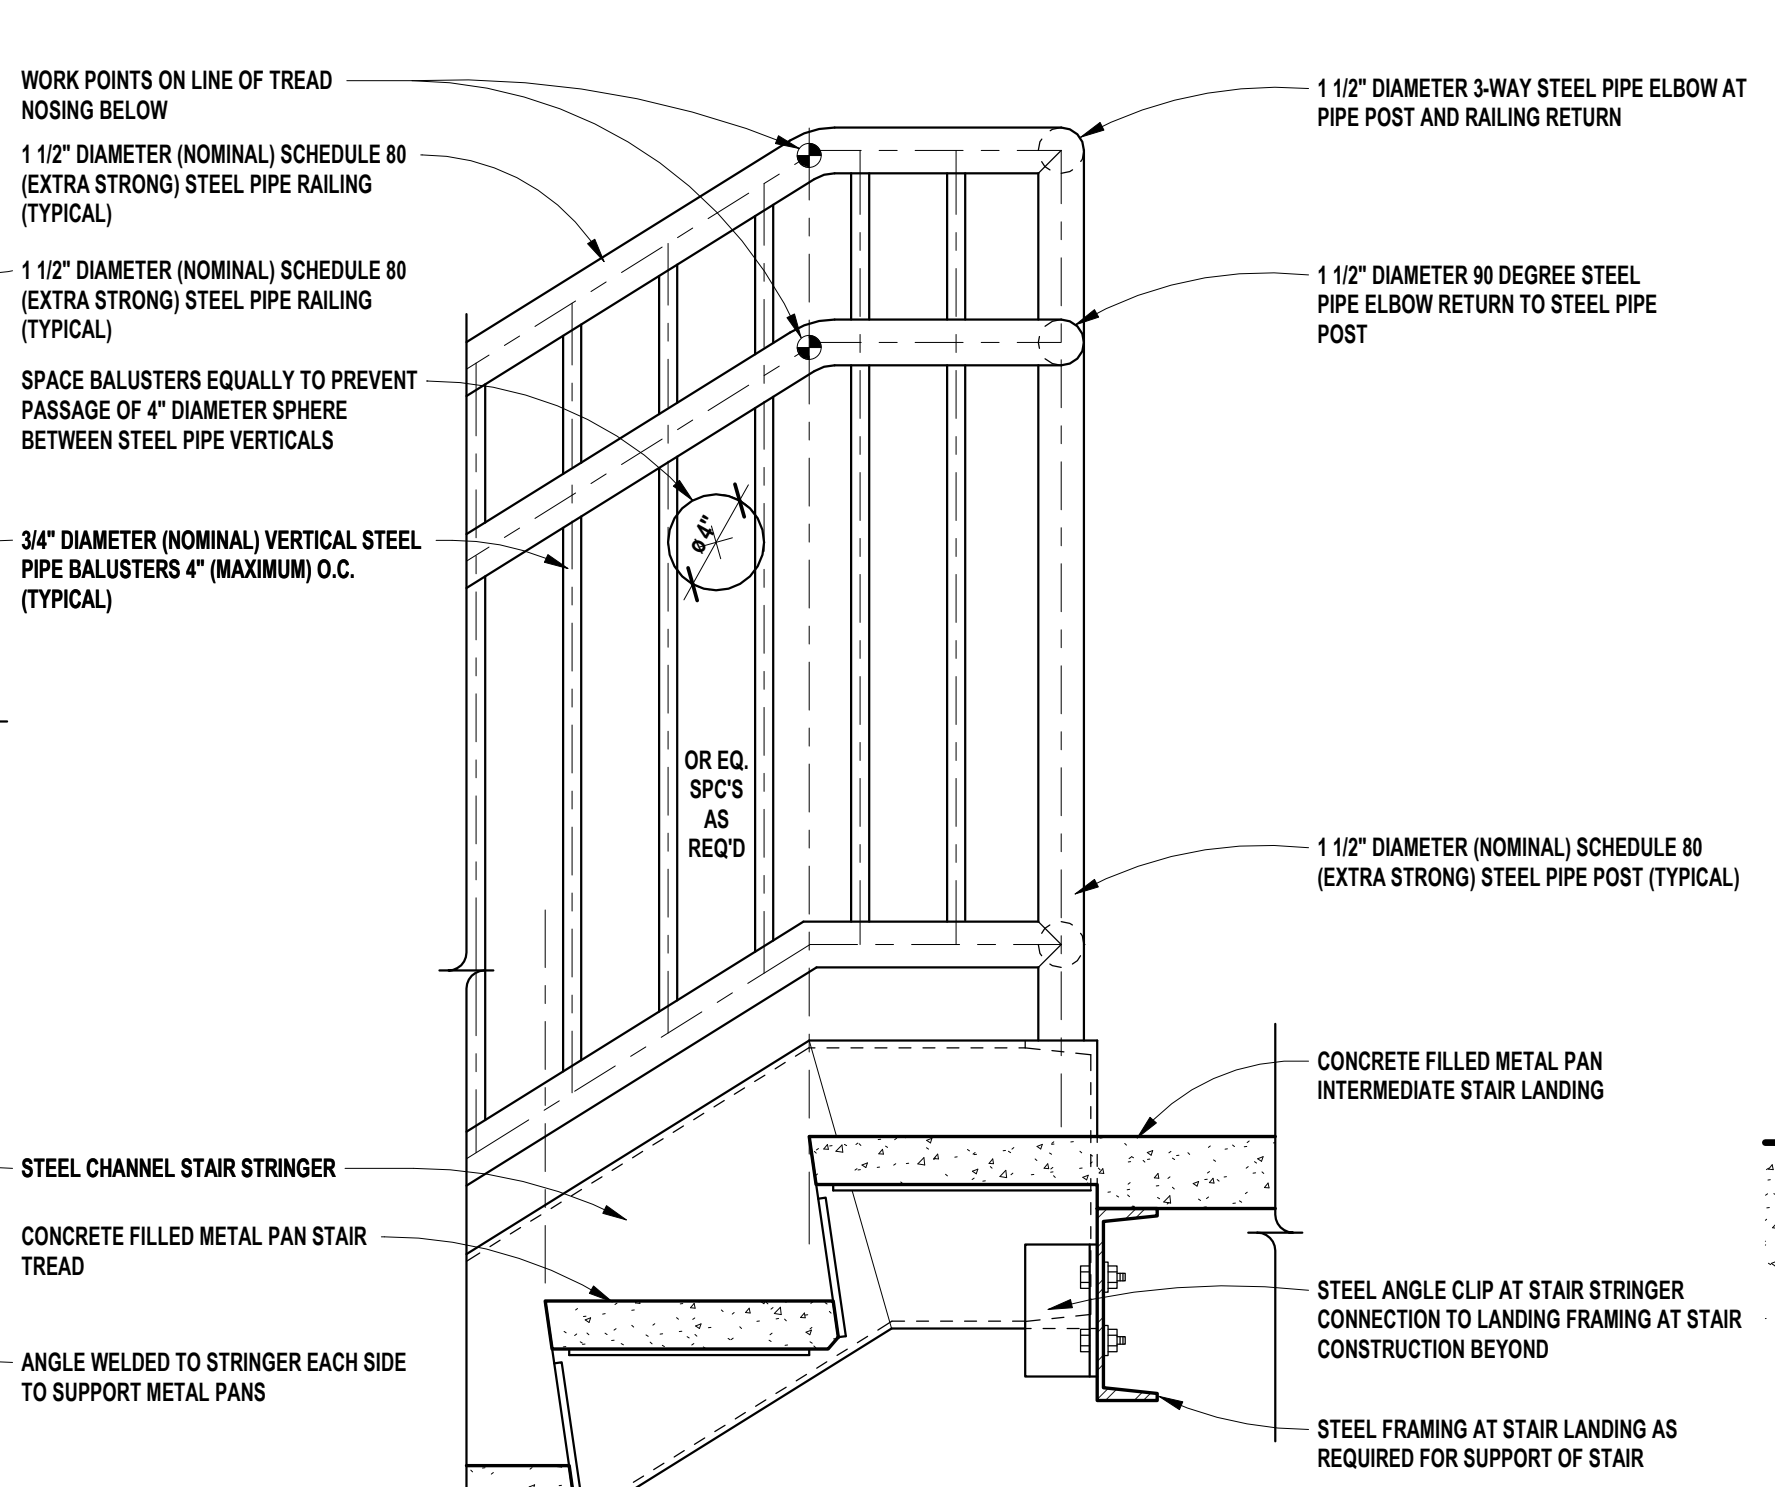 WORK POINTS ON LINE OF TREAD
NOSING BELOW
1 1/2" DIAMETER (NOMINAL) SCHEDULE 80
(EXTRA STRONG) STEEL PIPE RAILING
(TYPICAL)
1 1/2" DIAMETER (NOMINAL) SCHEDULE 80
(EXTRA STRONG) STEEL PIPE RAILING
(TYPICAL)
SPACE BALUSTERS EQUALLY TO PREVENT
PASSAGE OF 4" DIAMETER SPHERE
BETWEEN STEEL PIPE VERTICALS
3/4" DIAMETER (NOMINAL) VERTICAL STEEL
PIPE BALUSTERS 4" (MAXIMUM) O.C.
(TYPICAL)
STEEL CHANNEL STAIR STRINGER
CONCRETE FILLED METAL PAN STAIR
TREAD
ANGLE WELDED TO STRINGER EACH SIDE
TO SUPPORT METAL PANS
ø4"
OR EQ.
SPC'S
AS
REQ'D
1 1/2" DIAMETER 3-WAY STEEL PIPE ELBOW AT
PIPE POST AND RAILING RETURN
1 1/2" DIAMETER 90 DEGREE STEEL
PIPE ELBOW RETURN TO STEEL PIPE
POST
1 1/2" DIAMETER (NOMINAL) SCHEDULE 80
(EXTRA STRONG) STEEL PIPE POST (TYPICAL)
CONCRETE FILLED METAL PAN
INTERMEDIATE STAIR LANDING
STEEL ANGLE CLIP AT STAIR STRINGER
CONNECTION TO LANDING FRAMING AT STAIR
CONSTRUCTION BEYOND
STEEL FRAMING AT STAIR LANDING AS
REQUIRED FOR SUPPORT OF STAIR